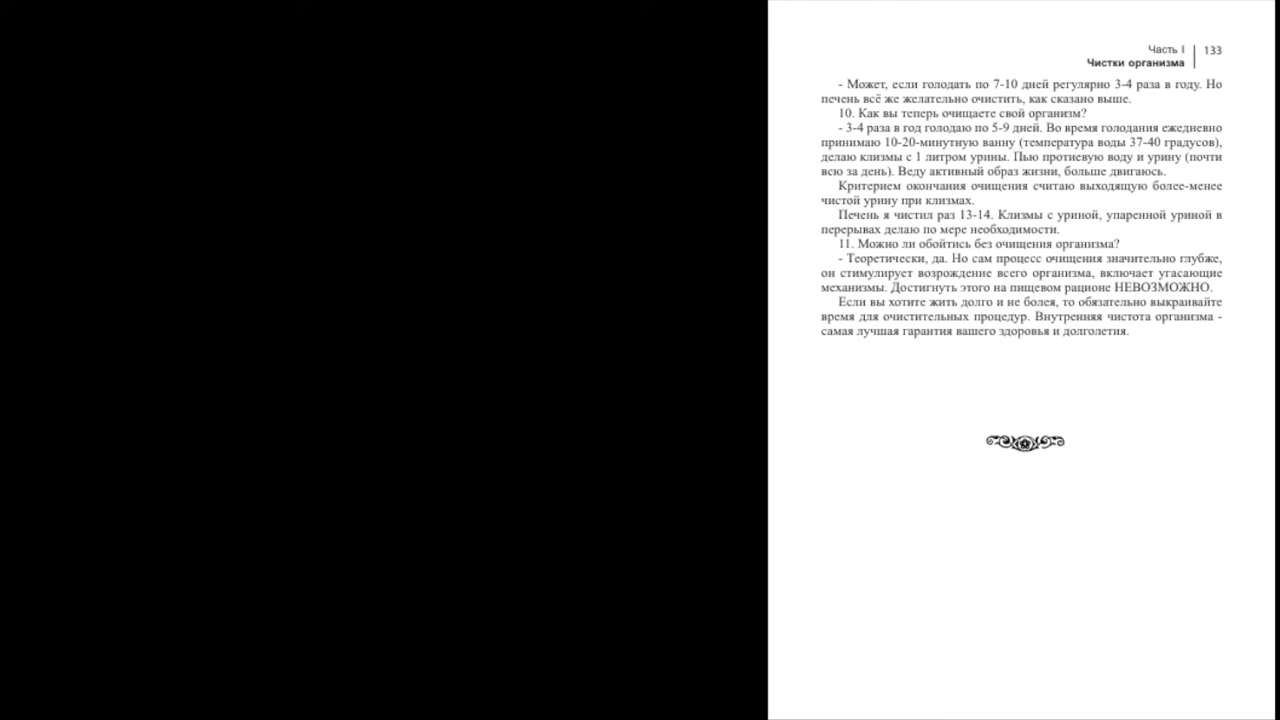 Часть I
133
Чистки организма
- Может, если голодать по 7-10 дней регулярно 3-4 раза в году. Но
печень всё же желательно очистить, как сказано выше.
10. Как вы теперь очищаете свой организм?
- 3-4 раза в год голодаю по 5-9 дней. Во время голодания ежедневно
принимаю 10-20-минутную ванну (температура воды 37-40 градусов),
делаю клизмы с 1 литром урины. Пью протиевую воду и урину (почти
всю за день). Веду активный образ жизни, больше двигаюсь.
Критерием окончания очищения считаю выходящую более-менее
чистой урину при клизмах.
Печень я чистил раз 13-14. Клизмы с уриной, упаренной уриной в
перерывах делаю по мере необходимости.
11. Можно ли обойтись без очищения организма?
- Теоретически, да. Но сам процесс очищения значительно глубже,
он стимулирует возрождение всего организма, включает угасающие
механизмы. Достигнуть этого на пищевом рационе НЕВОЗМОЖНО.
Если вы хотите жить долго и не болея, то обязательно выкраивайте
время для очистительных процедур. Внутренняя чистота организма -
самая лучшая гарантия вашего здоровья и долголетия.